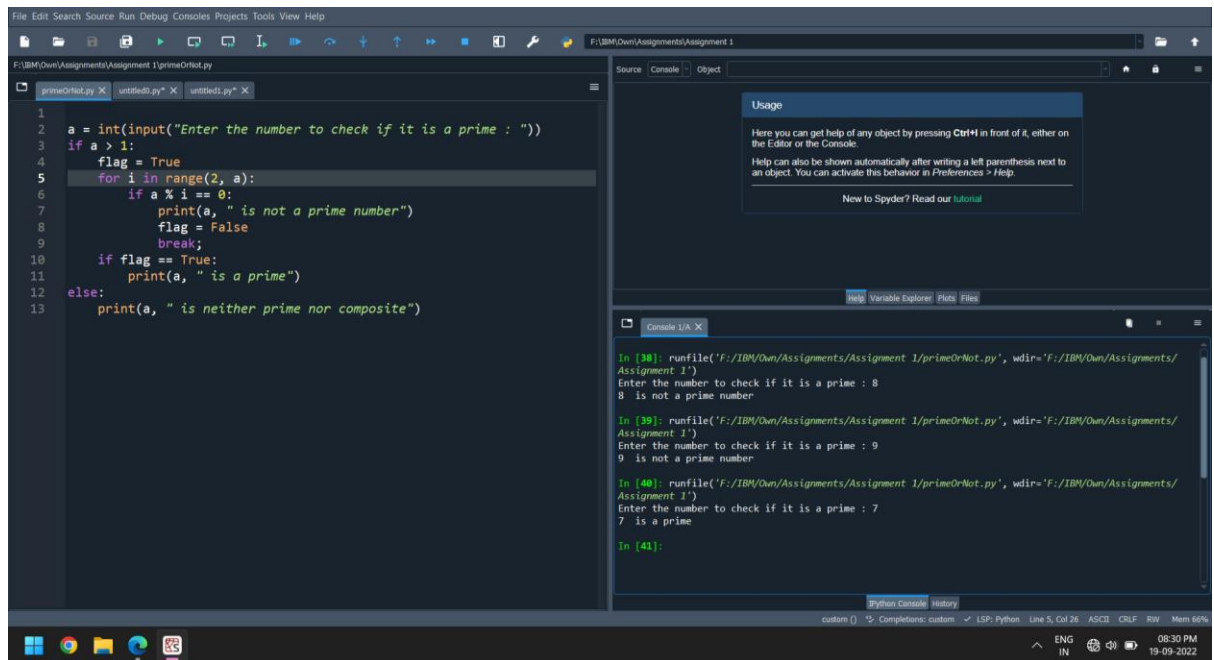 File Edit Search Source Run Debug Consoles Projects Tools View Help
F:\IBM\Own\Assignments\Assignment 1
F:\IBM\Own\Assignments\Assignment 1\primeOrNot.py
primeOrNot.py X untitled0.py* X untitled1.py* X
1
2 a = int(input("Enter the number to check if it is a prime : "))
3 if a > 1:
4     flag = True
5     for i in range(2, a):
6         if a % i == 0:
7             print(a, " is not a prime number")
8             flag = False
9             break;
10     if flag == True:
11         print(a, " is a prime")
12 else:
13     print(a, " is neither prime nor composite")
Source Console Object
Usage
Here you can get help of any object by pressing Ctrl+I in front of it, either on
the Editor or the Console.
Help can also be shown automatically after writing a left parenthesis next to
an object. You can activate this behavior in Preferences > Help.
New to Spyder? Read our tutorial
Help Variable Explorer Plots Files
Console 1/A X
In [38]: runfile('F:/IBM/Own/Assignments/Assignment 1/primeOrNot.py', wdir='F:/IBM/Own/Assignments/
Assignment 1')
Enter the number to check if it is a prime : 8
8  is not a prime number
In [39]: runfile('F:/IBM/Own/Assignments/Assignment 1/primeOrNot.py', wdir='F:/IBM/Own/Assignments/
Assignment 1')
Enter the number to check if it is a prime : 9
9  is not a prime number
In [40]: runfile('F:/IBM/Own/Assignments/Assignment 1/primeOrNot.py', wdir='F:/IBM/Own/Assignments/
Assignment 1')
Enter the number to check if it is a prime : 7
7  is a prime
In [41]:
IPython Console History
custom () Completions: custom ✓ LSP: Python Line 5, Col 26 ASCII CRLF RW Mem 66%
ENG
IN
08:30 PM
19-09-2022